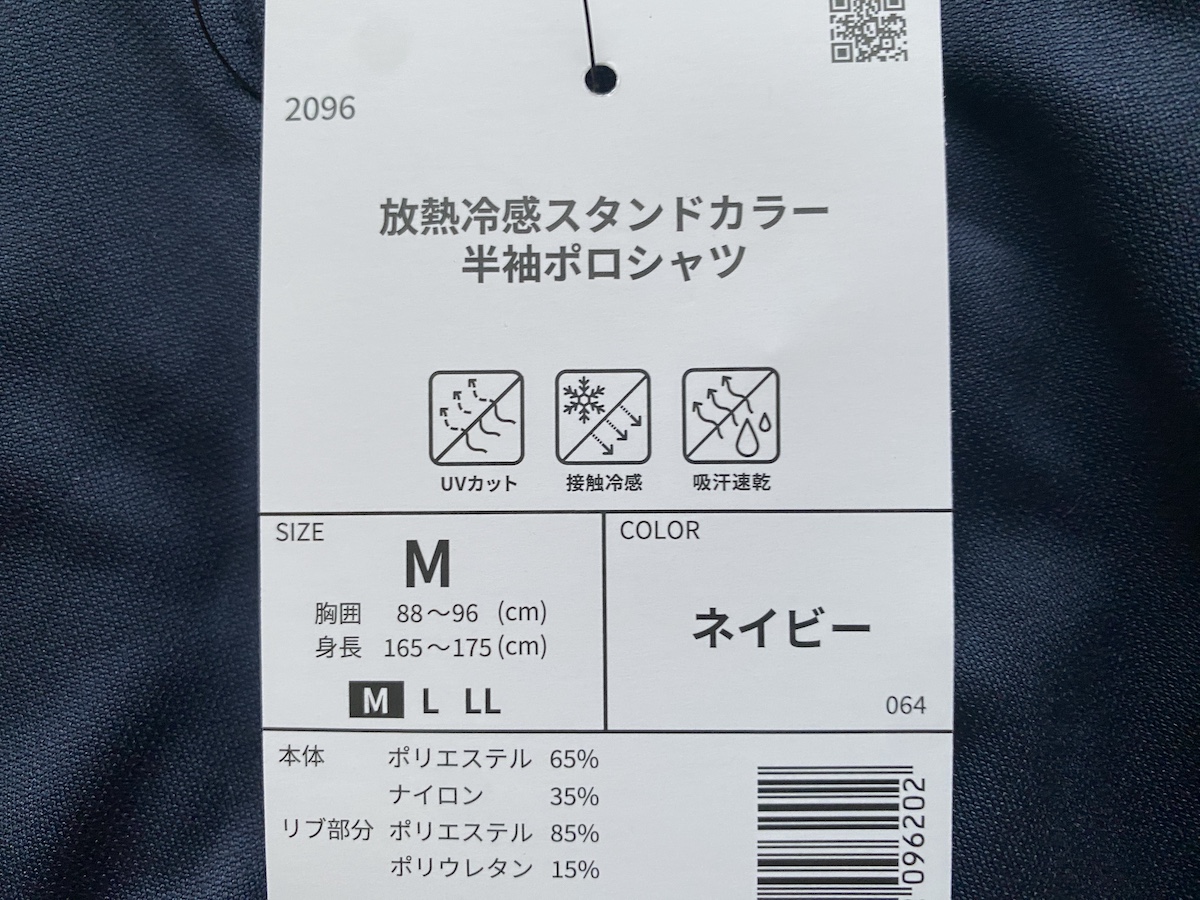 2096
放熱冷感スタンドカラー
半袖ポロシャツ
UVカット 接触冷感 吸汗速乾
SIZE
M
胸囲 88～96 (cm)
身長 165～175 (cm)
M L LL
COLOR
ネイビー
064
本体 ポリエステル 65%
ナイロン 35%
リブ部分 ポリエステル 85%
ポリウレタン 15%
096202